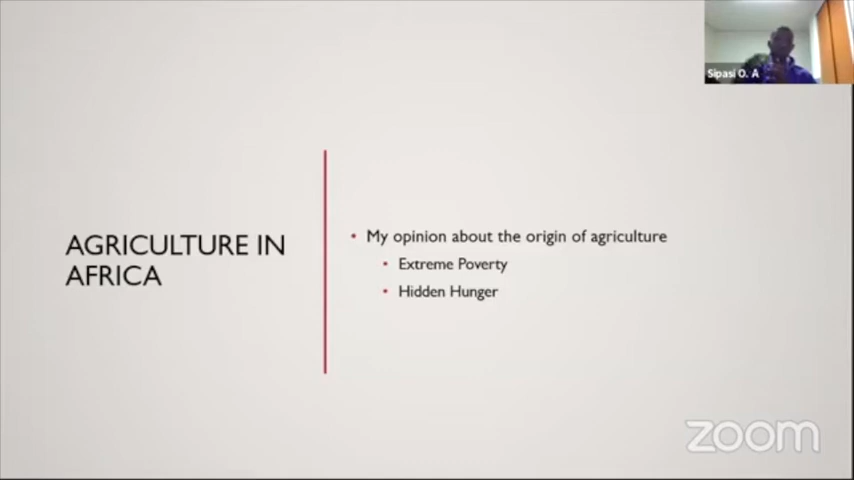 Sipasi O. A
AGRICULTURE IN
AFRICA
• My opinion about the origin of agriculture
• Extreme Poverty
• Hidden Hunger
zoom